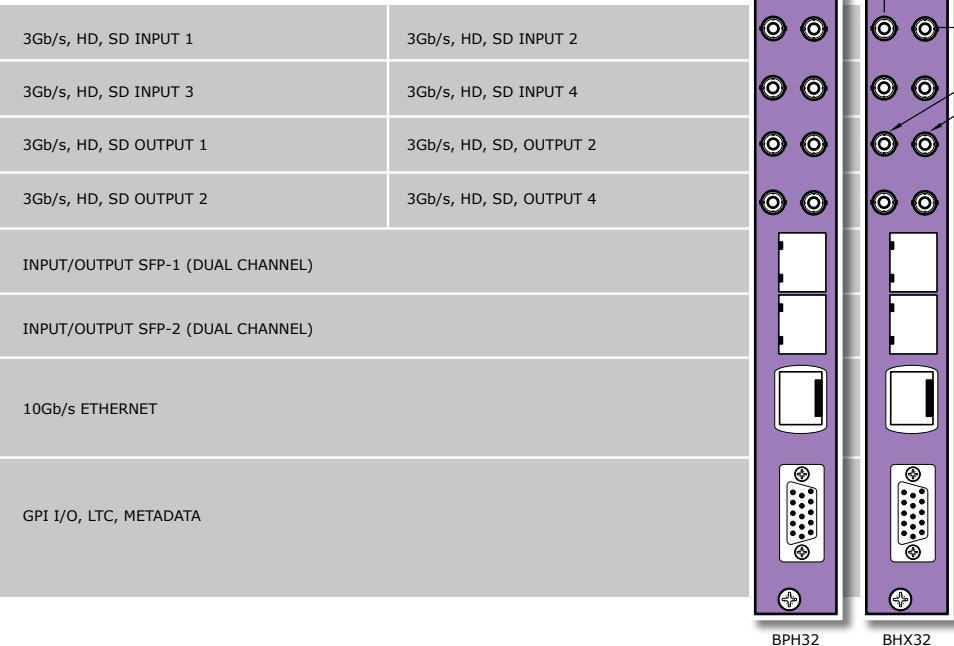 3Gb/s, HD, SD INPUT 1
3Gb/s, HD, SD INPUT 2
3Gb/s, HD, SD INPUT 3
3Gb/s, HD, SD INPUT 4
3Gb/s, HD, SD OUTPUT 1
3Gb/s, HD, SD, OUTPUT 2
3Gb/s, HD, SD OUTPUT 2
3Gb/s, HD, SD, OUTPUT 4
INPUT/OUTPUT SFP-1 (DUAL CHANNEL)
INPUT/OUTPUT SFP-2 (DUAL CHANNEL)
10Gb/s ETHERNET
GPI I/O, LTC, METADATA
BPH32
BHX32